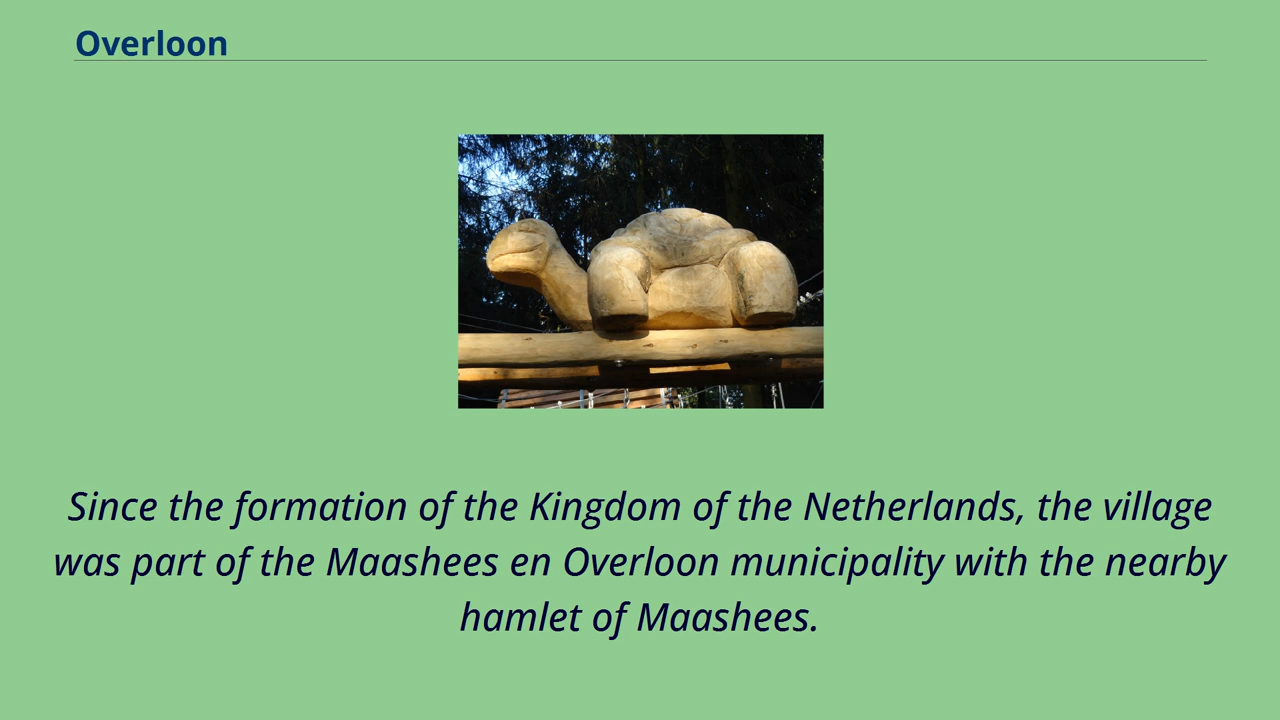 Overloon
Since the formation of the Kingdom of the Netherlands, the village
was part of the Maashees en Overloon municipality with the nearby
hamlet of Maashees.